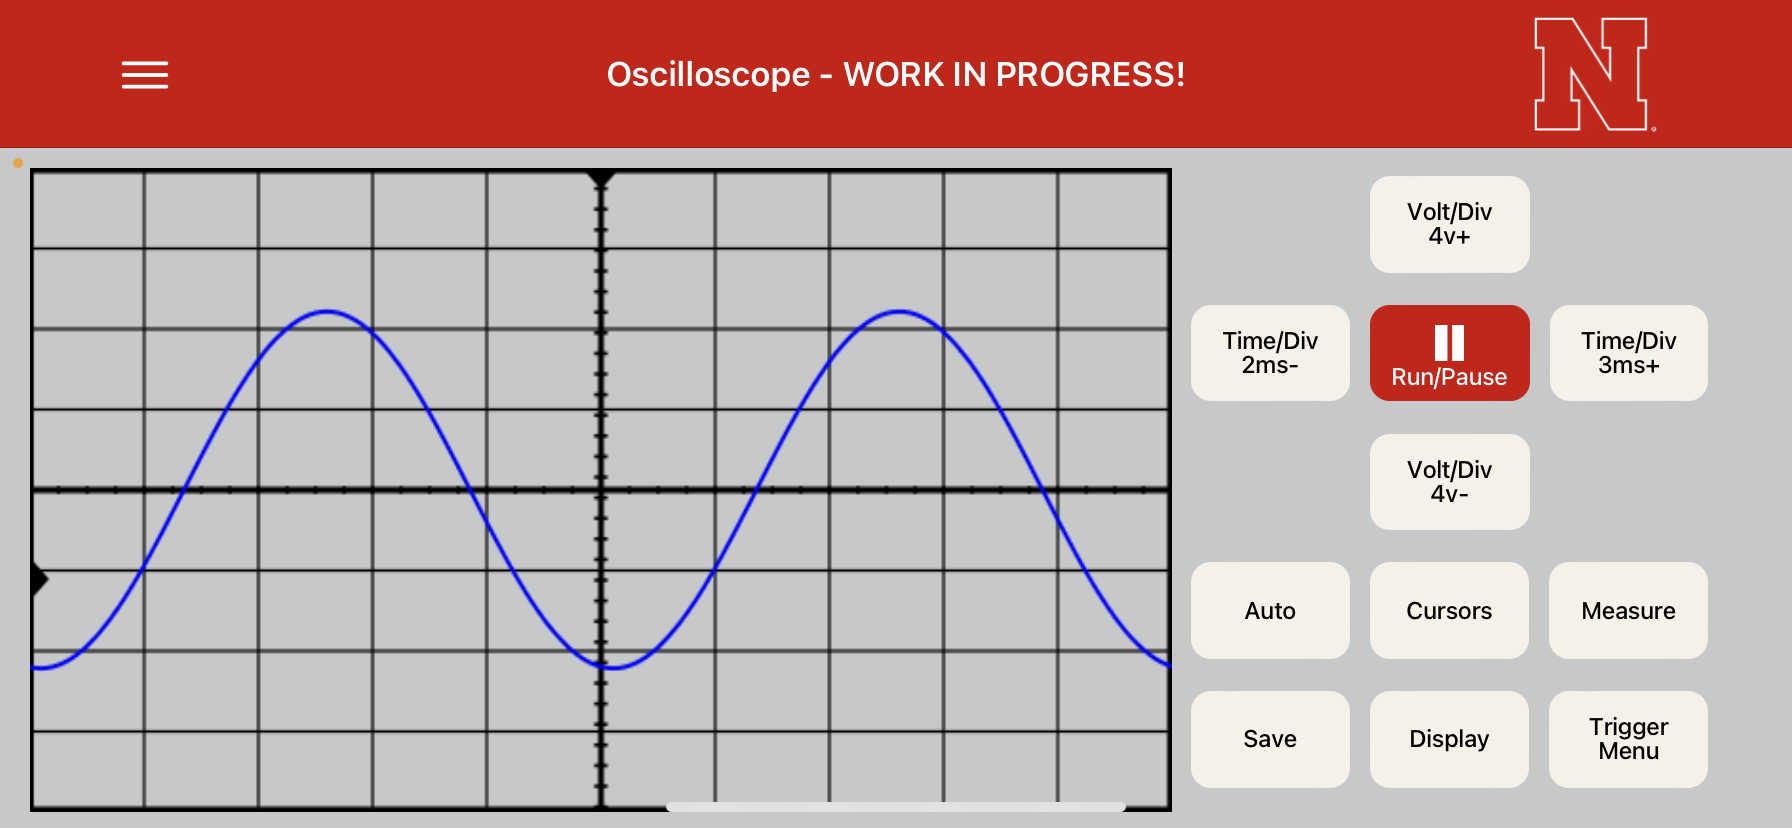 Oscilloscope - WORK IN PROGRESS!
N
Volt/Div
4v+
Time/Div
2ms-
Run/Pause
Time/Div
3ms+
Volt/Div
4v-
Auto
Cursors
Measure
Save
Display
Trigger
Menu